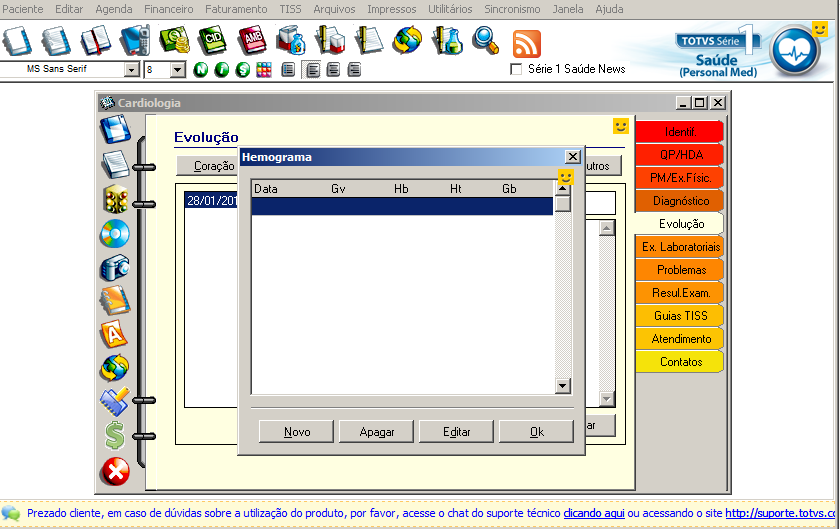 Paciente Editar Agenda Financeiro Faturamento TISS Arquivos Impressos Utilitários Sincronismo Janela Ajuda
CID AMB
TOTVS Série 1
Saúde
(Personal Med)
MS Sans Serif 8 N I S
Série 1 Saúde News
Cardiologia
Evolução
Coração
utros
Hemograma
28/01/201
Data Gv Hb Ht Gb
Novo Apagar Editar Ok
ar
Identif.
QP/HDA
PM/Ex.Físic.
Diagnóstico
Evolução
Ex. Laboratoriais
Problemas
Resul.Exam.
Guias TISS
Atendimento
Contatos
Prezado cliente, em caso de dúvidas sobre a utilização do produto, por favor, acesse o chat do suporte técnico clicando aqui ou acessando o site http://suporte.totvs.c